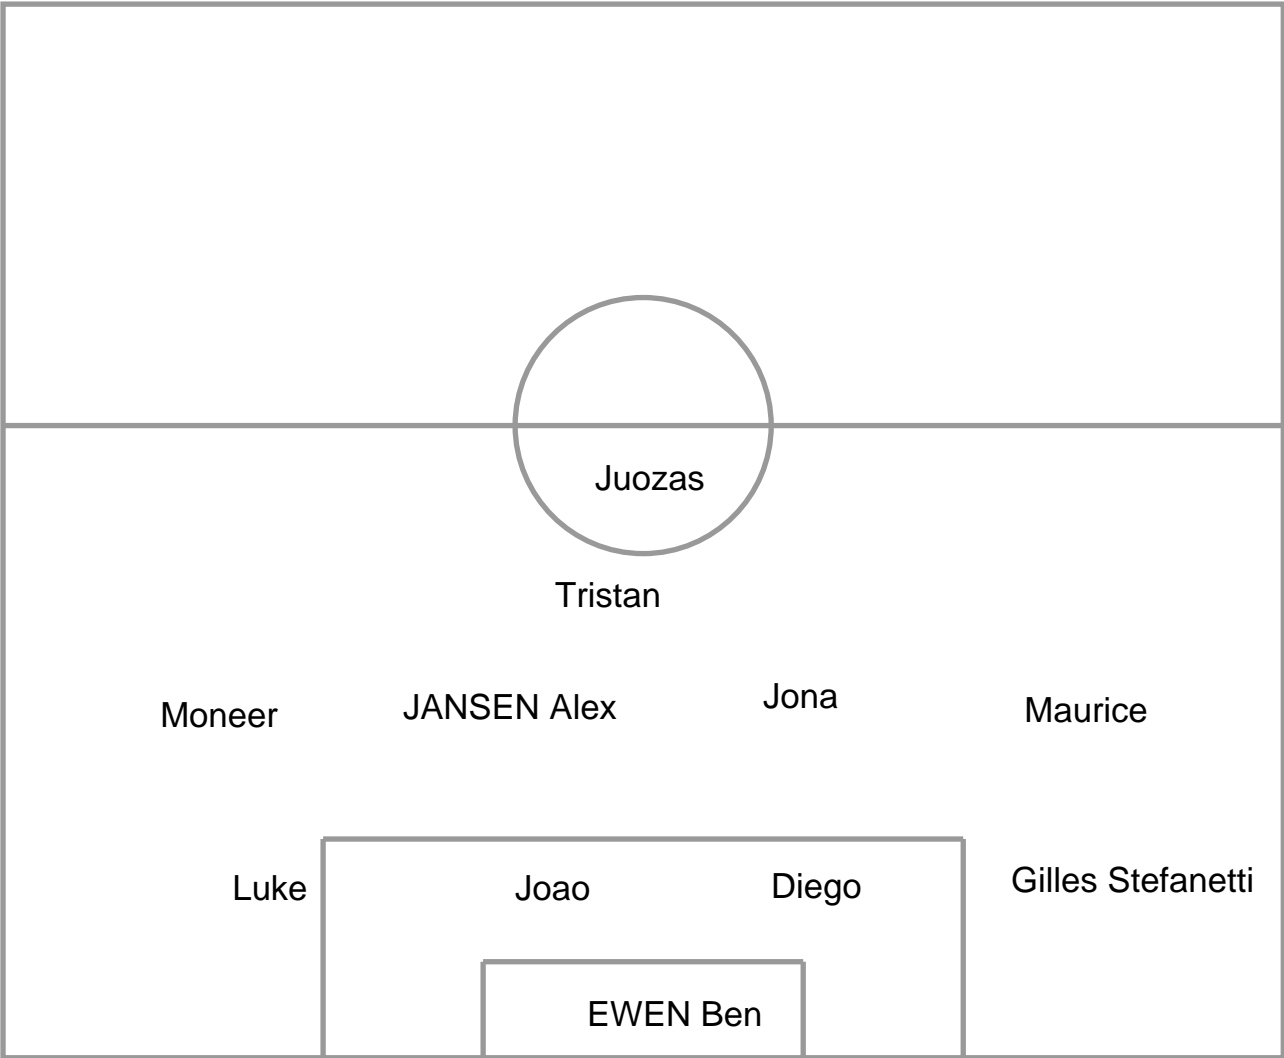 Juozas
Tristan
Moneer
JANSEN Alex
Jona
Maurice
Luke
Joao
Diego
Gilles Stefanetti
EWEN Ben